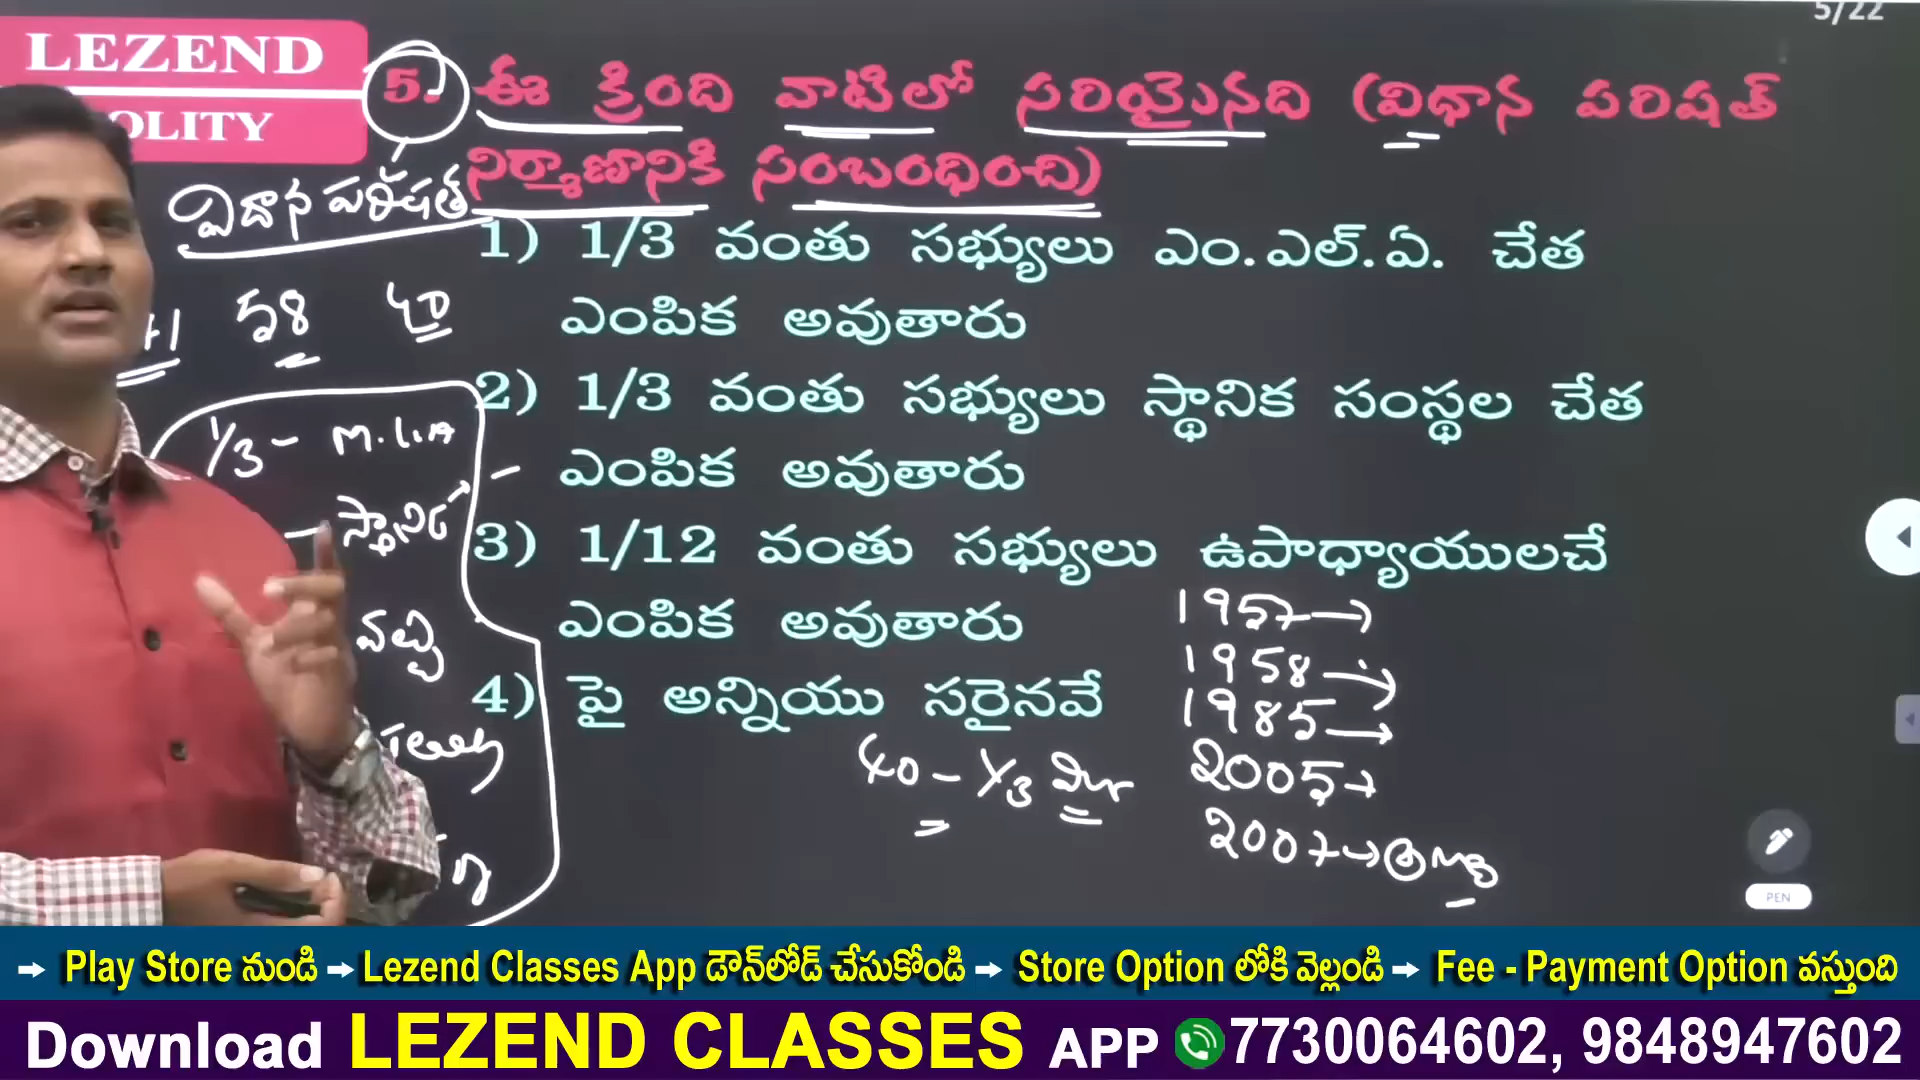 5/22
LEZEND
OLITY
5. ఈ క్రింది వాటిలో సరియైనది (విధాన పరిషత్
నిర్మాణానికి సంబంధించి)
విదాన పరిషత్
1) 1/3 వంతు సభ్యులు ఎం.ఎల్.ఏ. చేత
ఎంపిక అవుతారు
+1 58 40
2) 1/3 వంతు సభ్యులు స్థానిక సంస్థల చేత
ఎంపిక అవుతారు
1/3 - M.L.A
- స్థానిక
3) 1/12 వంతు సభ్యులు ఉపాధ్యాయులచే
ఎంపిక అవుతారు
4) పై అన్నియు సరైనవే
1957 →
1958 →
1985 →
2005 →
2007 →
40 - 1/3
PEN
→ Play Store నుండి → Lezend Classes App డౌన్‌లోడ్ చేసుకోండి → Store Option లోకి వెల్లండి → Fee - Payment Option వస్తుంది
Download LEZEND CLASSES APP 7730064602, 9848947602